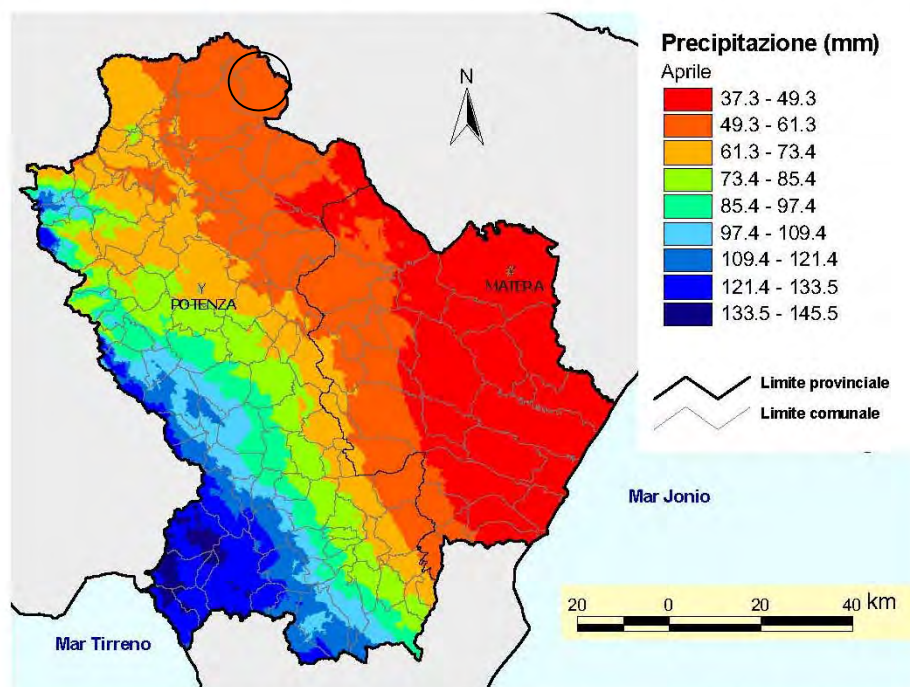 Precipitazione (mm)
Aprile
37.3 - 49.3
49.3 - 61.3
61.3 - 73.4
73.4 - 85.4
85.4 - 97.4
97.4 - 109.4
109.4 - 121.4
121.4 - 133.5
133.5 - 145.5
N
MATERA
POTENZA
Limite provinciale
Limite comunale
Mar Jonio
20 0 20 40 km
Mar Tirreno